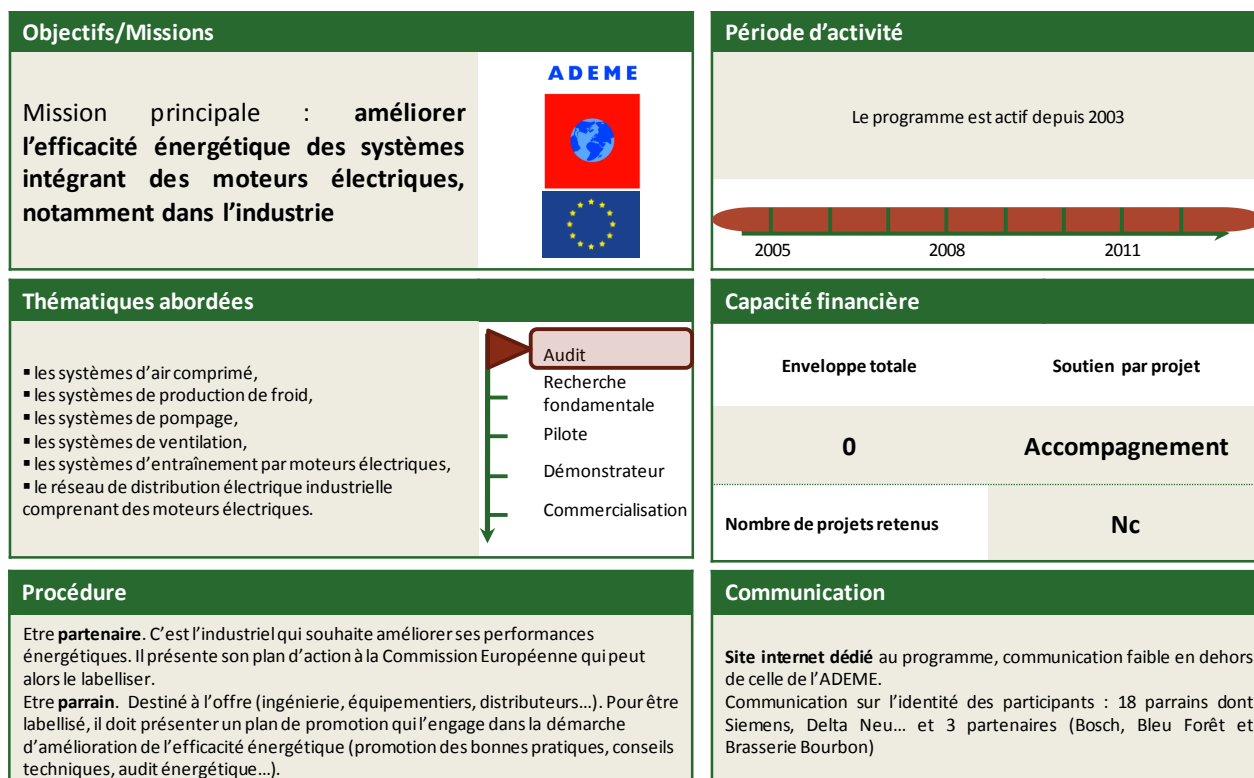 Objectifs/Missions
Mission principale : améliorer
l'efficacité énergétique des systèmes
intégrant des moteurs électriques,
notamment dans l'industrie
ADEME
Période d'activité
Le programme est actif depuis 2003
2005 2008 2011
Thématiques abordées
▪ les systèmes d'air comprimé,
▪ les systèmes de production de froid,
▪ les systèmes de pompage,
▪ les systèmes de ventilation,
▪ les systèmes d'entraînement par moteurs électriques,
▪ le réseau de distribution électrique industrielle
comprenant des moteurs électriques.
Audit
Recherche
fondamentale
Pilote
Démonstrateur
Commercialisation
Capacité financière
Enveloppe totale Soutien par projet
0 Accompagnement
Nombre de projets retenus Nc
Procédure
Etre partenaire. C'est l'industriel qui souhaite améliorer ses performances
énergétiques. Il présente son plan d'action à la Commission Européenne qui peut
alors le labelliser.
Etre parrain. Destiné à l'offre (ingénierie, équipementiers, distributeurs…). Pour être
labellisé, il doit présenter un plan de promotion qui l'engage dans la démarche
d'amélioration de l'efficacité énergétique (promotion des bonnes pratiques, conseils
techniques, audit énergétique…).
Communication
Site internet dédié au programme, communication faible en dehors
de celle de l'ADEME.
Communication sur l'identité des participants : 18 parrains dont
Siemens, Delta Neu… et 3 partenaires (Bosch, Bleu Forêt et
Brasserie Bourbon)